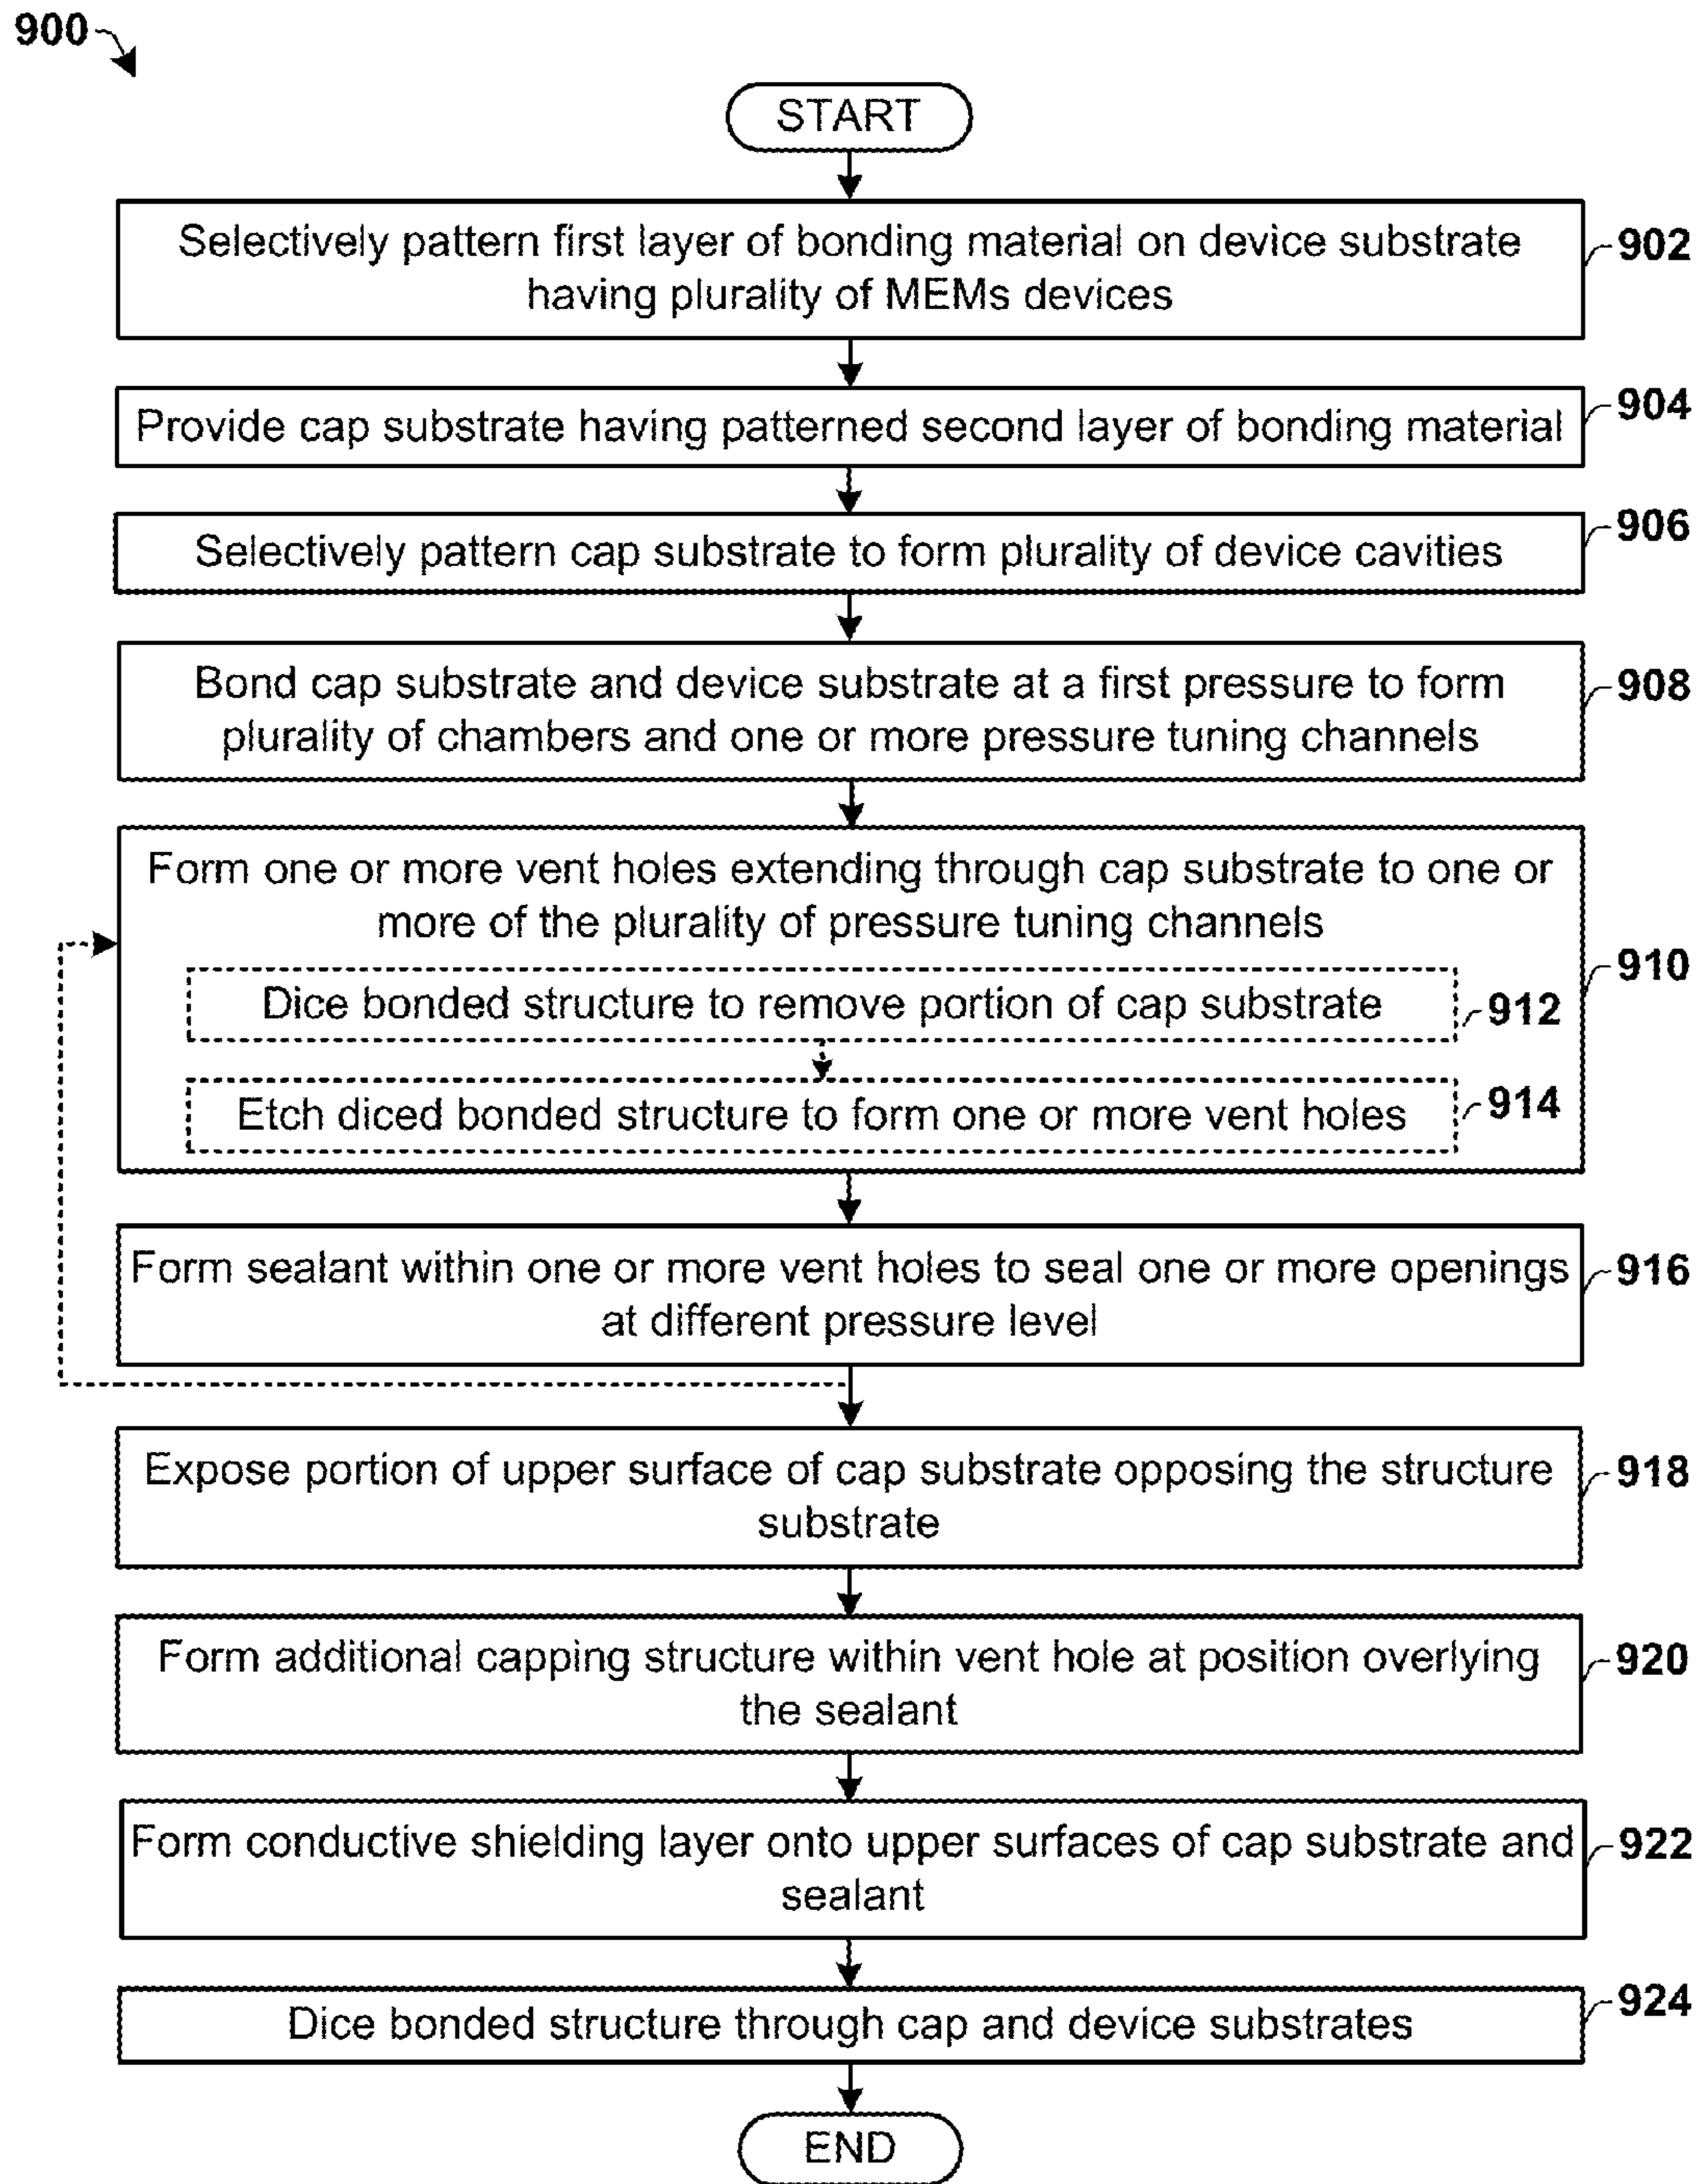 900
START
Selectively pattern first layer of bonding material on device substrate
having plurality of MEMs devices
902
Provide cap substrate having patterned second layer of bonding material
904
Selectively pattern cap substrate to form plurality of device cavities
906
Bond cap substrate and device substrate at a first pressure to form
plurality of chambers and one or more pressure tuning channels
908
Form one or more vent holes extending through cap substrate to one or
more of the plurality of pressure tuning channels
910
Dice bonded structure to remove portion of cap substrate
912
Etch diced bonded structure to form one or more vent holes
914
Form sealant within one or more vent holes to seal one or more openings
at different pressure level
916
Expose portion of upper surface of cap substrate opposing the structure
substrate
918
Form additional capping structure within vent hole at position overlying
the sealant
920
Form conductive shielding layer onto upper surfaces of cap substrate and
sealant
922
Dice bonded structure through cap and device substrates
924
END